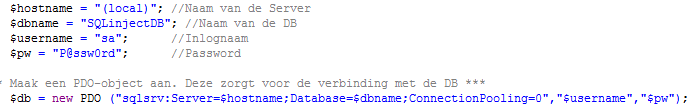 $hostname = "(local)"; //Naam van de Server
$dbname = "SQLinjectDB"; //Naam van de DB
$username = "sa"; //Inlognaam
$pw = "P@ssw0rd"; //Password
* Maak een PDO-object aan. Deze zorgt voor de verbinding met de DB ***
$db = new PDO ("sqlsrv:Server=$hostname;Database=$dbname;ConnectionPooling=0","$username","$pw");